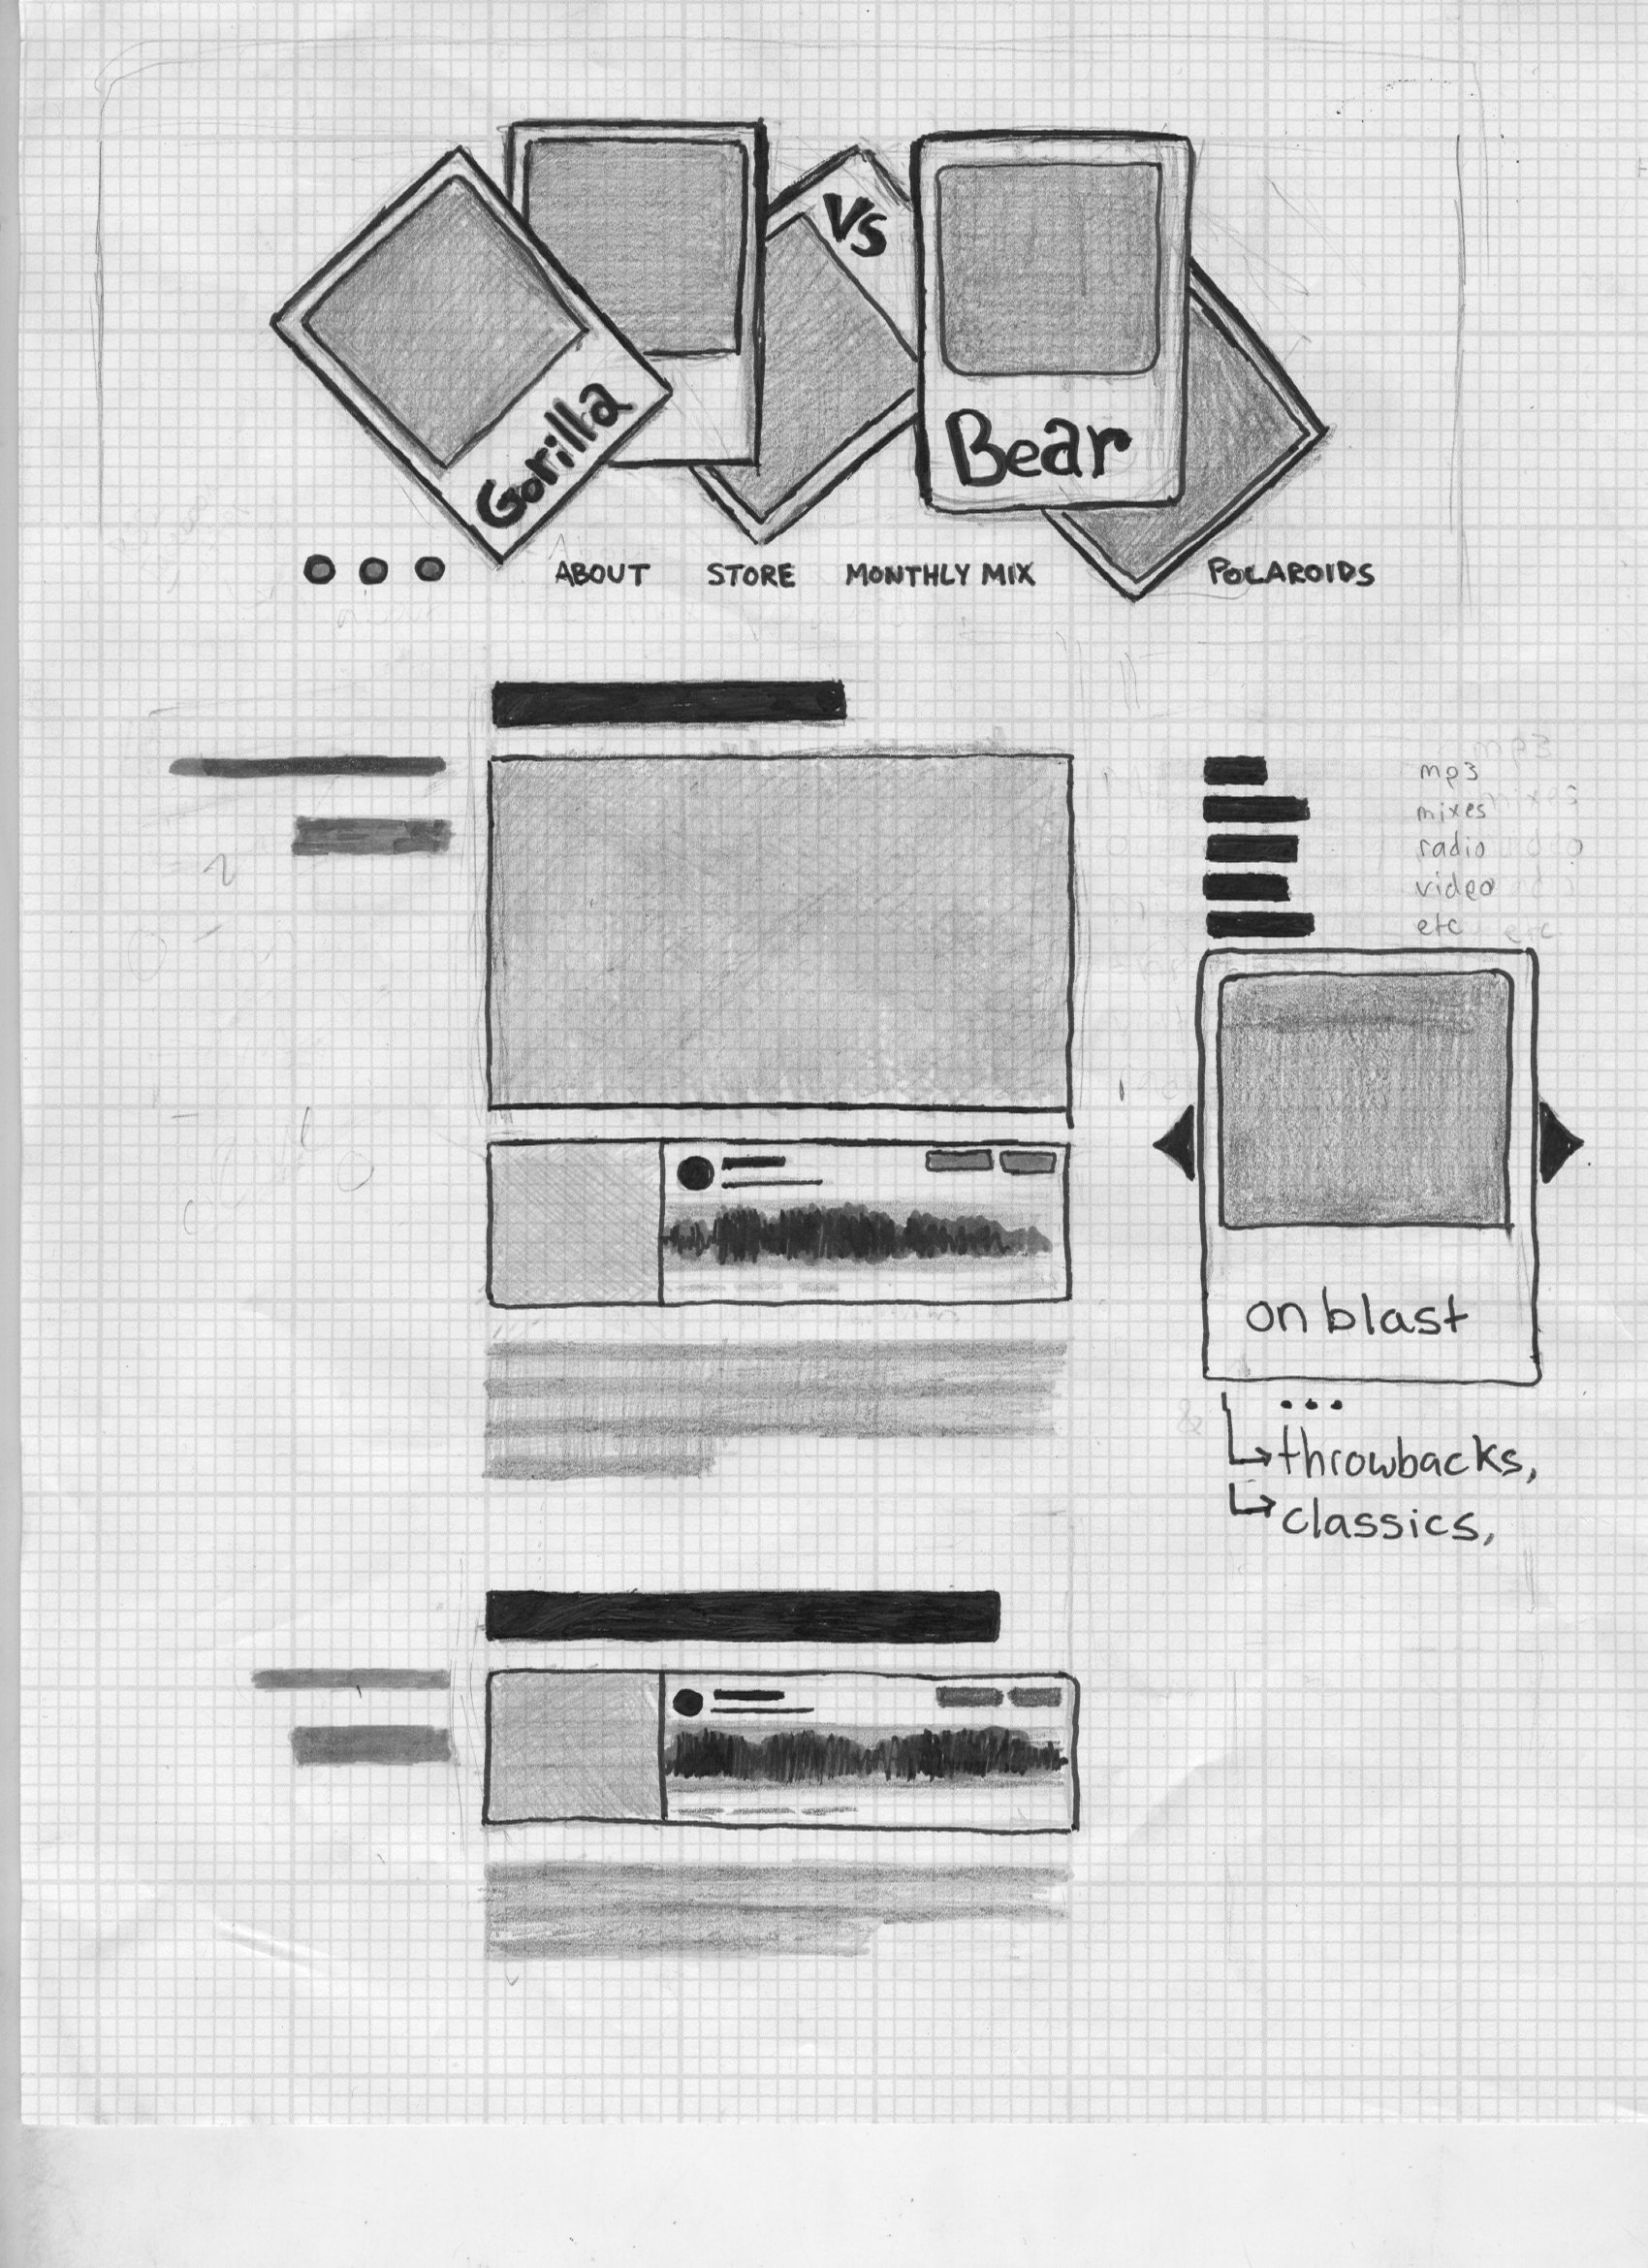 Gorilla
VS
Bear
ABOUT STORE MONTHLY MIX POLAROIDS
mp3
mixes
radio
video
etc
on blast
...
throwbacks,
classics,